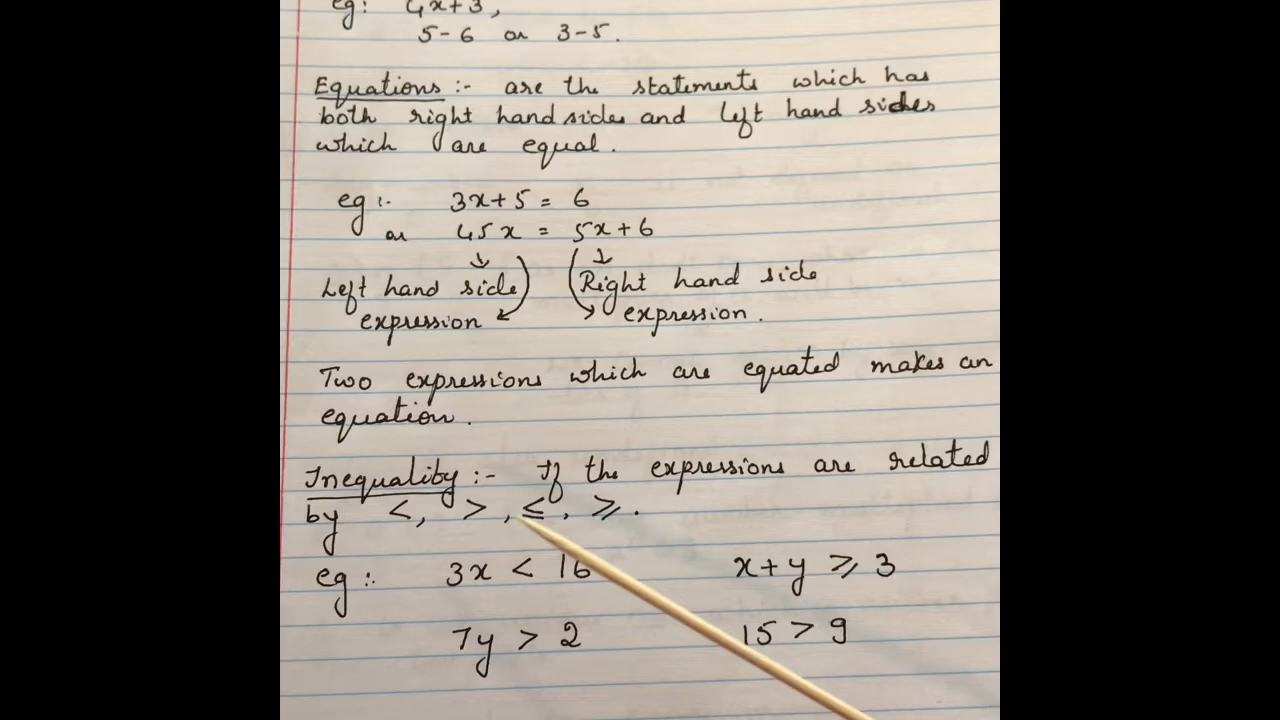 eg: 4x+3,
5-6 or 3-5.
Equations :- are the statements which has
both right hand sides and left hand sides
which are equal.
eg:- 3x+5 = 6
or 45x = 5x+6
Left hand side Right hand side
expression expression.
Two expressions which are equated makes an
equation.
Inequality :- If the expressions are related
by <, >, ≤, ≥.
eg:- 3x < 16 x+y ≥ 3
7y > 2 15 > 9